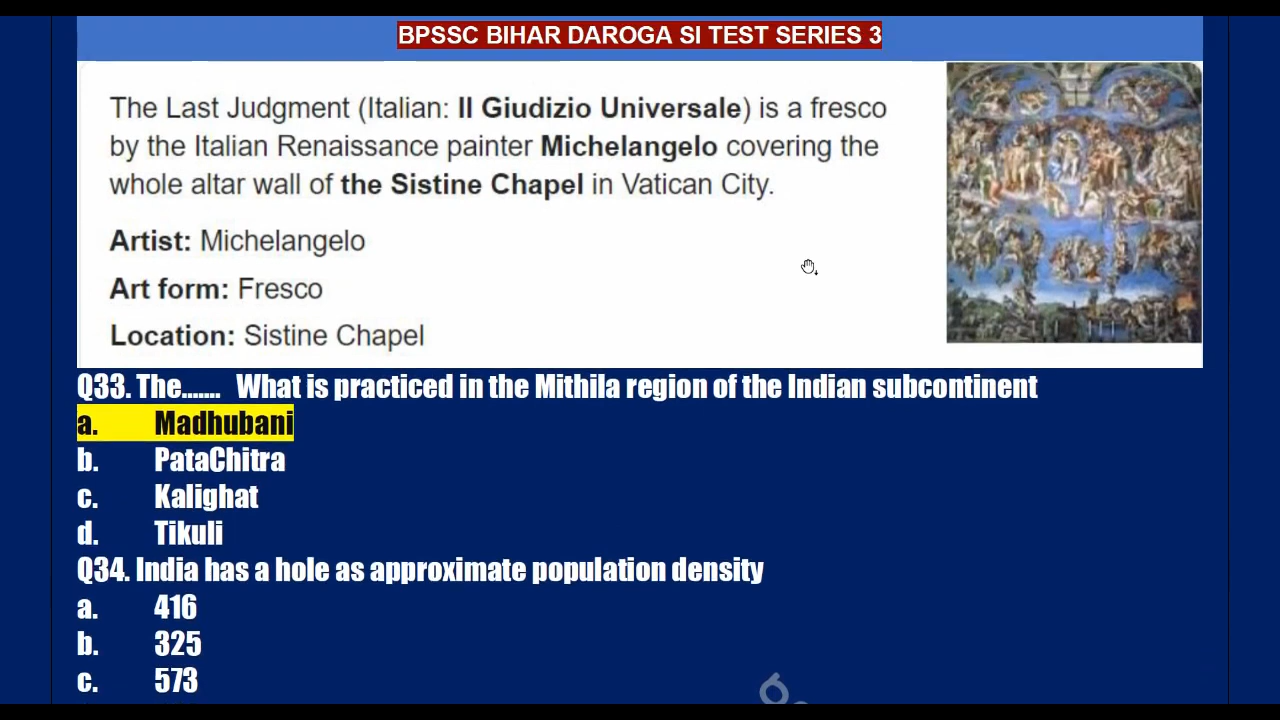 BPSSC BIHAR DAROGA SI TEST SERIES 3
The Last Judgment (Italian: Il Giudizio Universale) is a fresco
by the Italian Renaissance painter Michelangelo covering the
whole altar wall of the Sistine Chapel in Vatican City.
Artist: Michelangelo
Art form: Fresco
Location: Sistine Chapel
Q33. The....... What is practiced in the Mithila region of the Indian subcontinent
a. Madhubani
b. PataChitra
c. Kalighat
d. Tikuli
Q34. India has a hole as approximate population density
a. 416
b. 325
c. 573